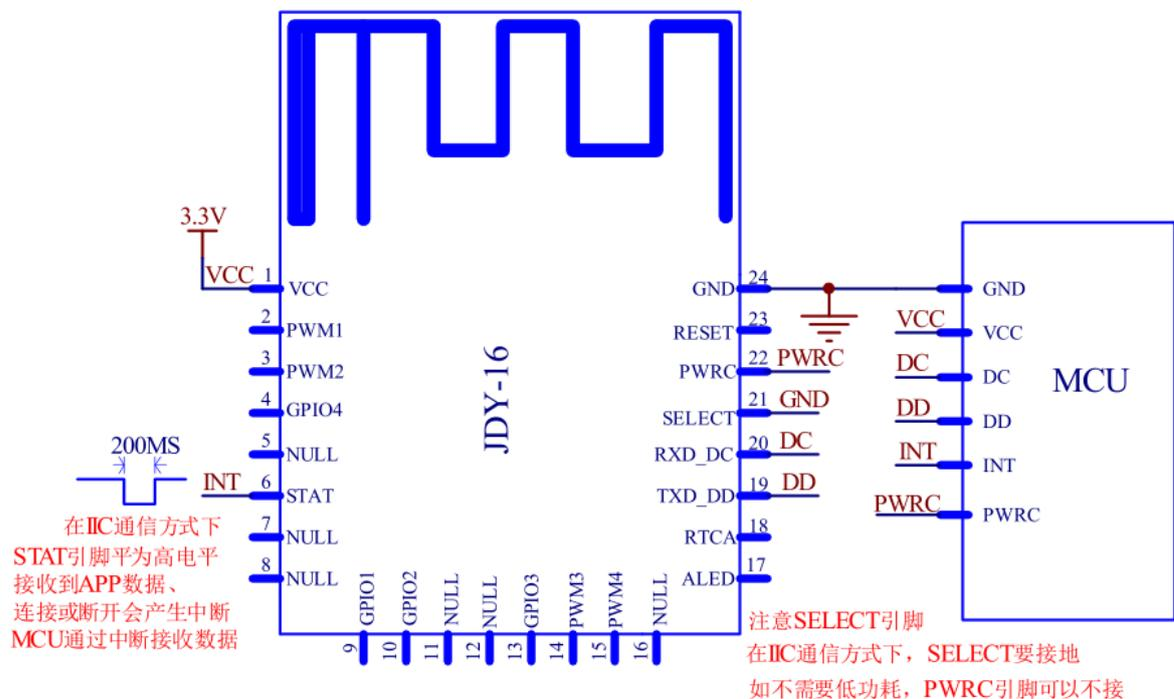 3.3V
VCC 1 VCC
2 PWM1
3 PWM2
4 GPIO4
5 NULL
200MS
INT 6 STAT
7 NULL
8 NULL
在IIC通信方式下
STAT引脚平为高电平
接收到APP数据、
连接或断开会产生中断
MCU通过中断接收数据
JDY-16
GPIO1 9
GPIO2 10
NULL 11
NULL 12
GPIO3 13
PWM3 14
PWM4 15
NULL 16
GND 24
RESET 23
PWRC 22 PWRC
SELECT 21 GND
RXD_DC 20 DC
TXD_DD 19 DD
RTCA 18
ALED 17
GND
VCC VCC
DC DC
DD DD
INT INT
PWRC PWRC
MCU
注意SELECT引脚
在IIC通信方式下，SELECT要接地
如不需要低功耗，PWRC引脚可以不接